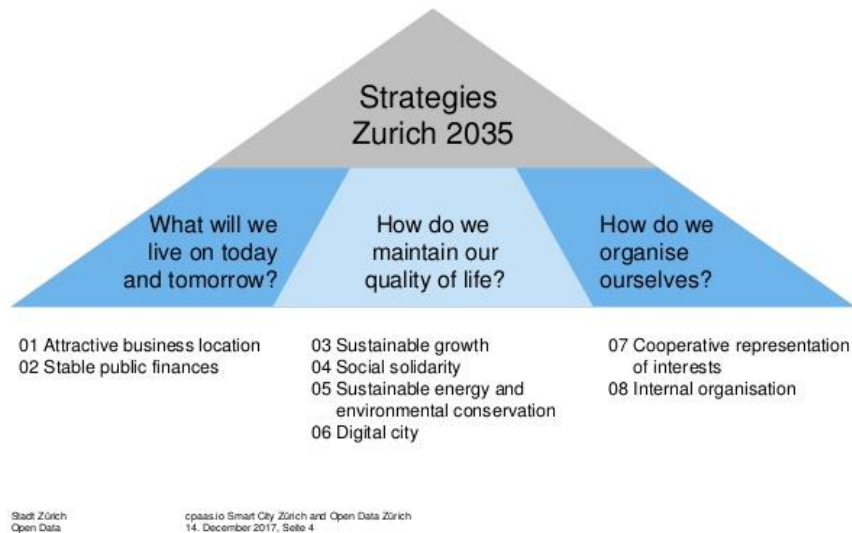 Strategies
Zurich 2035
What will we
live on today
and tomorrow?
How do we
maintain our
quality of life?
How do we
organise
ourselves?
01 Attractive business location
02 Stable public finances
03 Sustainable growth
04 Social solidarity
05 Sustainable energy and
environmental conservation
06 Digital city
07 Cooperative representation
of interests
08 Internal organisation
Stadt Zürich
Open Data
cpaas.io Smart City Zürich and Open Data Zürich
14. December 2017, Seite 4